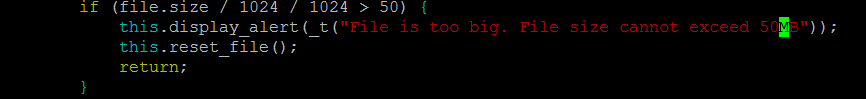 if (file.size / 1024 / 1024 > 50) {
this.display_alert(_t("File is too big. File size cannot exceed 50MB"));
this.reset_file();
return;
}